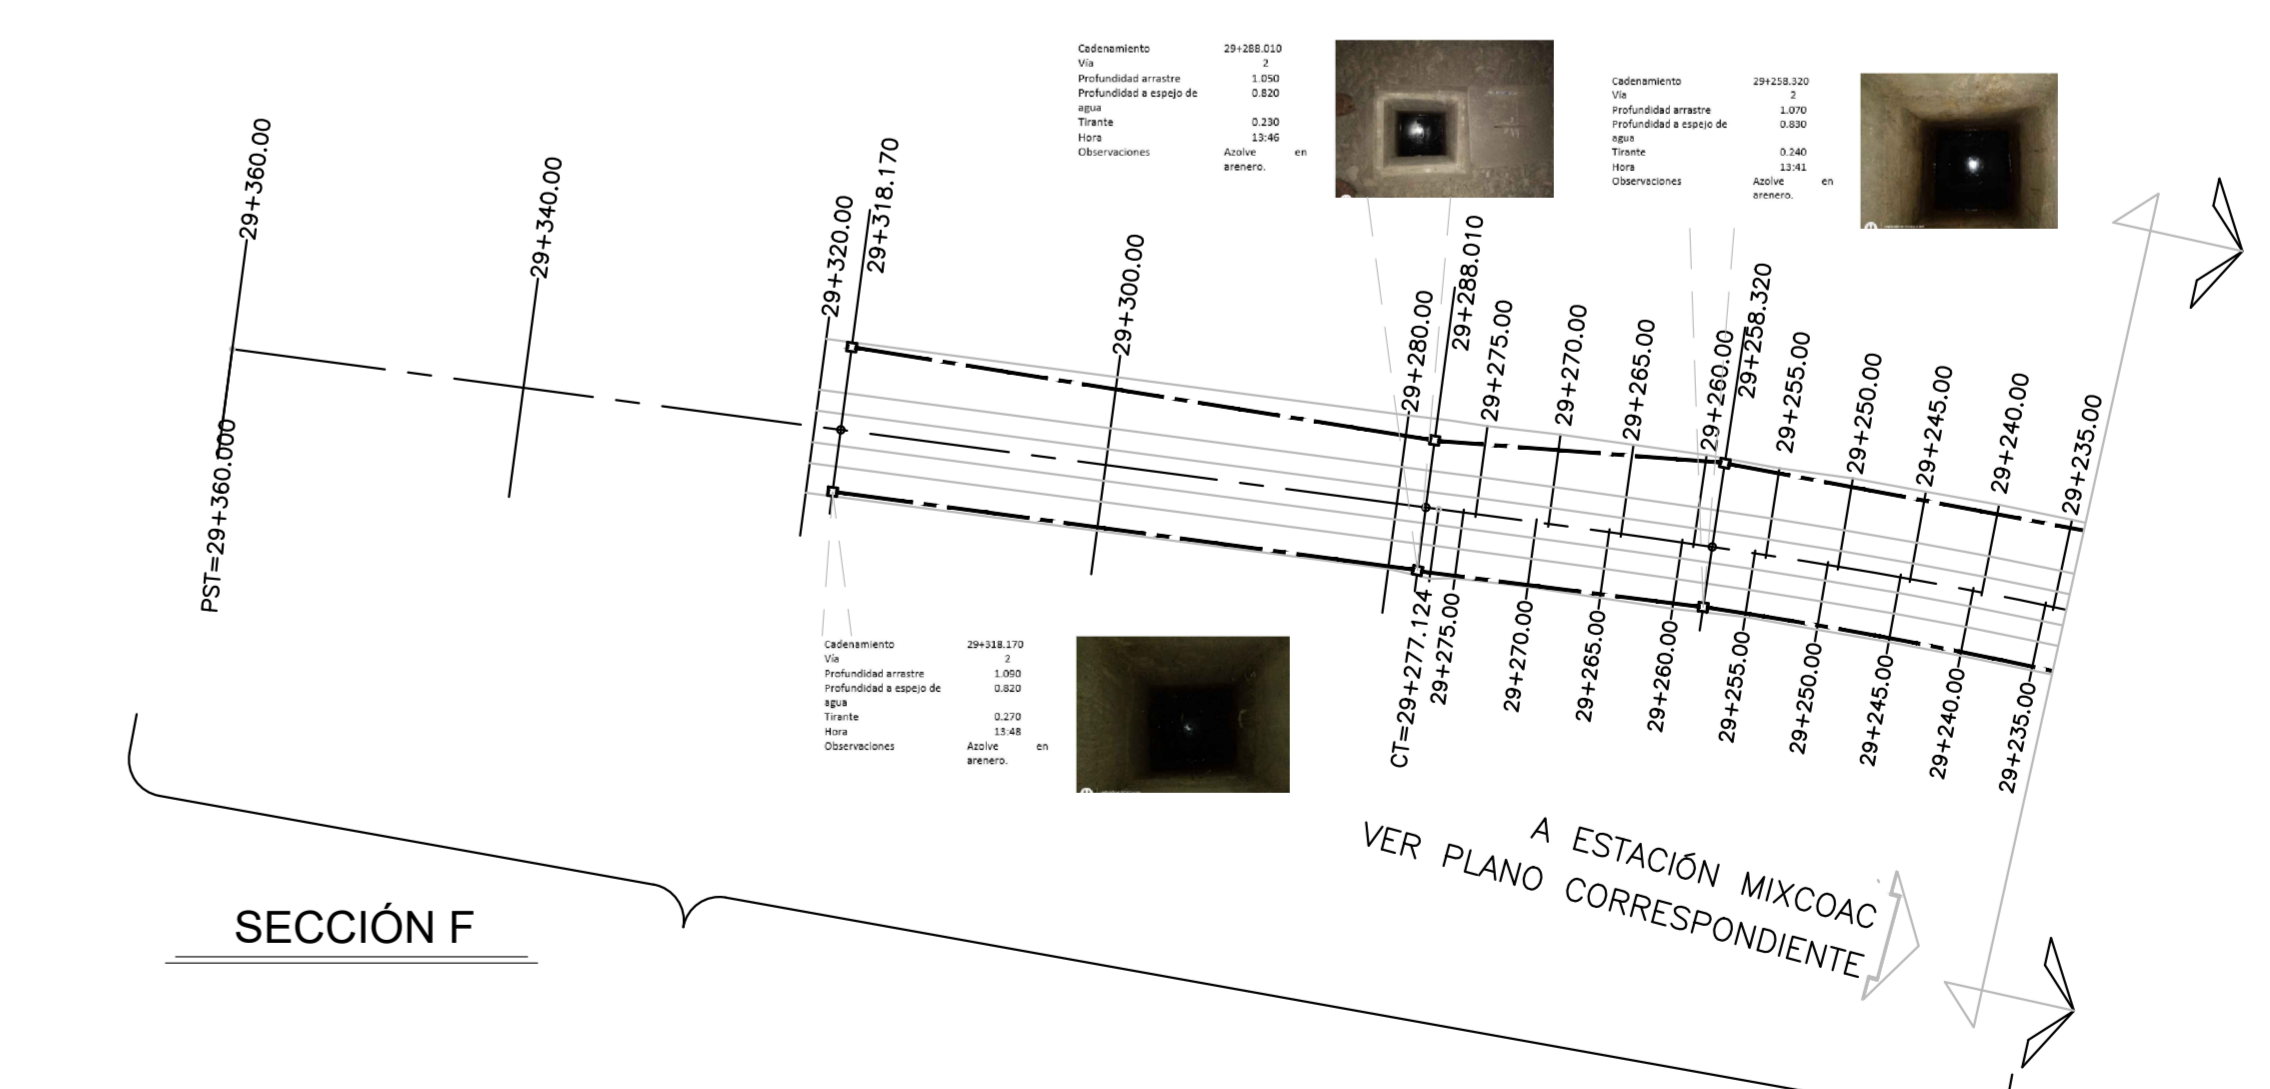 Cadenamiento 29+288.010
Vía 2
Profundidad arrastre 1.050
Profundidad a espejo de 0.820
agua
Tirante 0.230
Hora 13:46
Observaciones Azolve en
arenero.
Cadenamiento 29+258.320
Vía 2
Profundidad arrastre 1.070
Profundidad a espejo de 0.830
agua
Tirante 0.240
Hora 13:41
Observaciones Azolve en
arenero.
29+360.00
29+340.00
29+320.00
29+318.170
29+300.00
29+280.00
29+288.010
29+275.00
29+270.00
29+265.00
29+260.00
29+258.320
29+255.00
29+250.00
29+245.00
29+240.00
29+235.00
PST=29+360.000
CT=29+277.124
29+275.00
29+270.00
29+265.00
29+260.00
29+255.00
29+250.00
29+245.00
29+240.00
29+235.00
Cadenamiento 29+318.170
Vía 2
Profundidad arrastre 1.090
Profundidad a espejo de 0.820
agua
Tirante 0.270
Hora 13:48
Observaciones Azolve en
arenero.
A ESTACIÓN MIXCOAC
VER PLANO CORRESPONDIENTE
SECCIÓN F